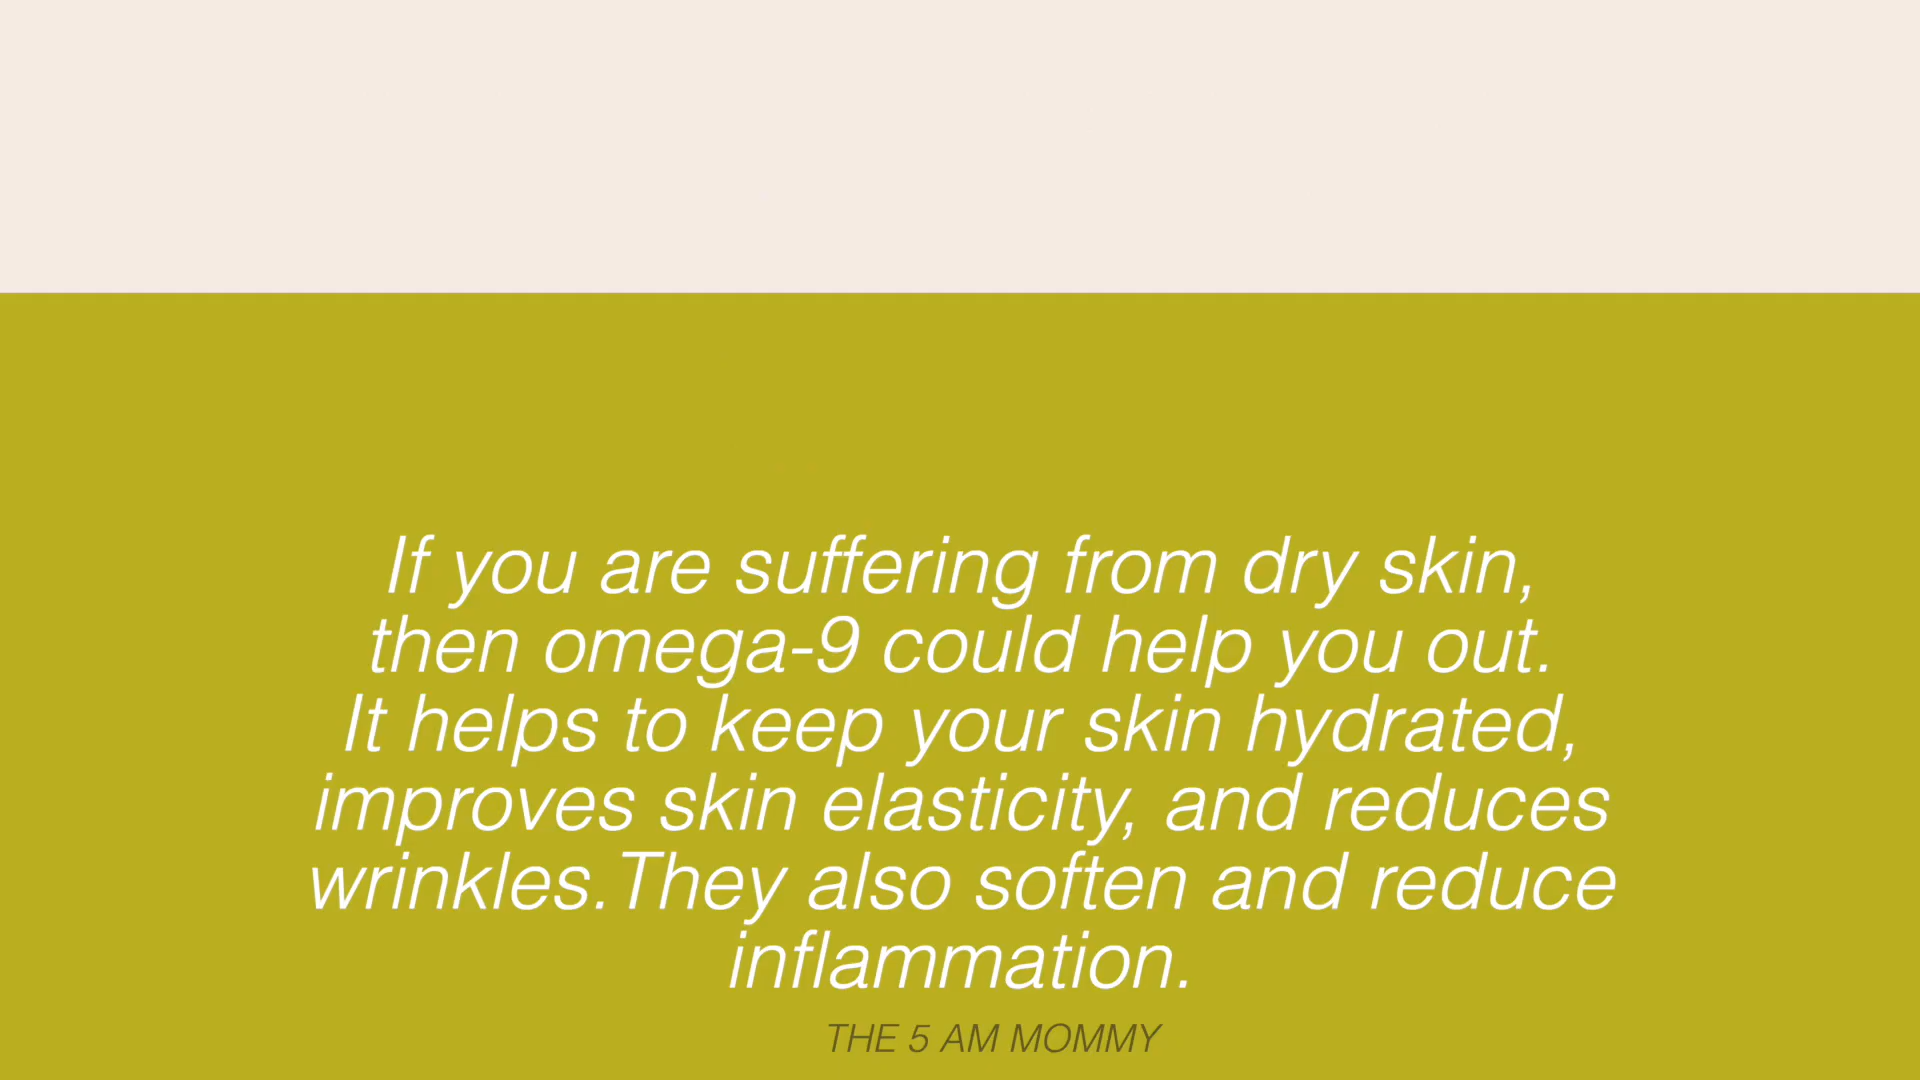 If you are suffering from dry skin,
then omega-9 could help you out.
It helps to keep your skin hydrated,
improves skin elasticity, and reduces
wrinkles.They also soften and reduce
inflammation.
THE 5 AM MOMMY